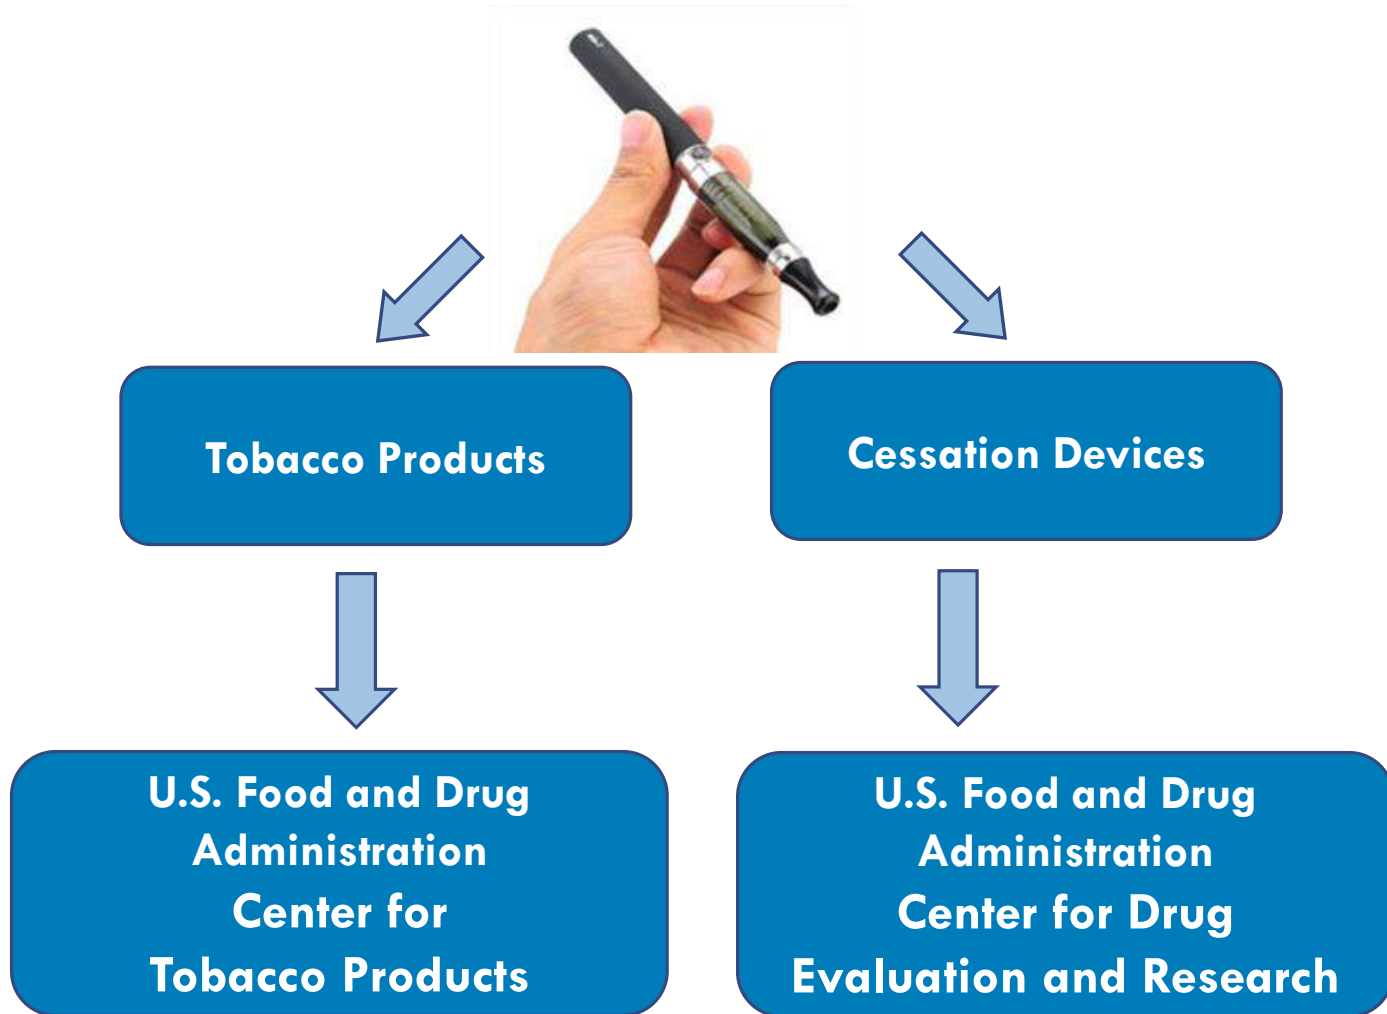 Tobacco Products
Cessation Devices
U.S. Food and Drug
Administration
Center for
Tobacco Products
U.S. Food and Drug
Administration
Center for Drug
Evaluation and Research